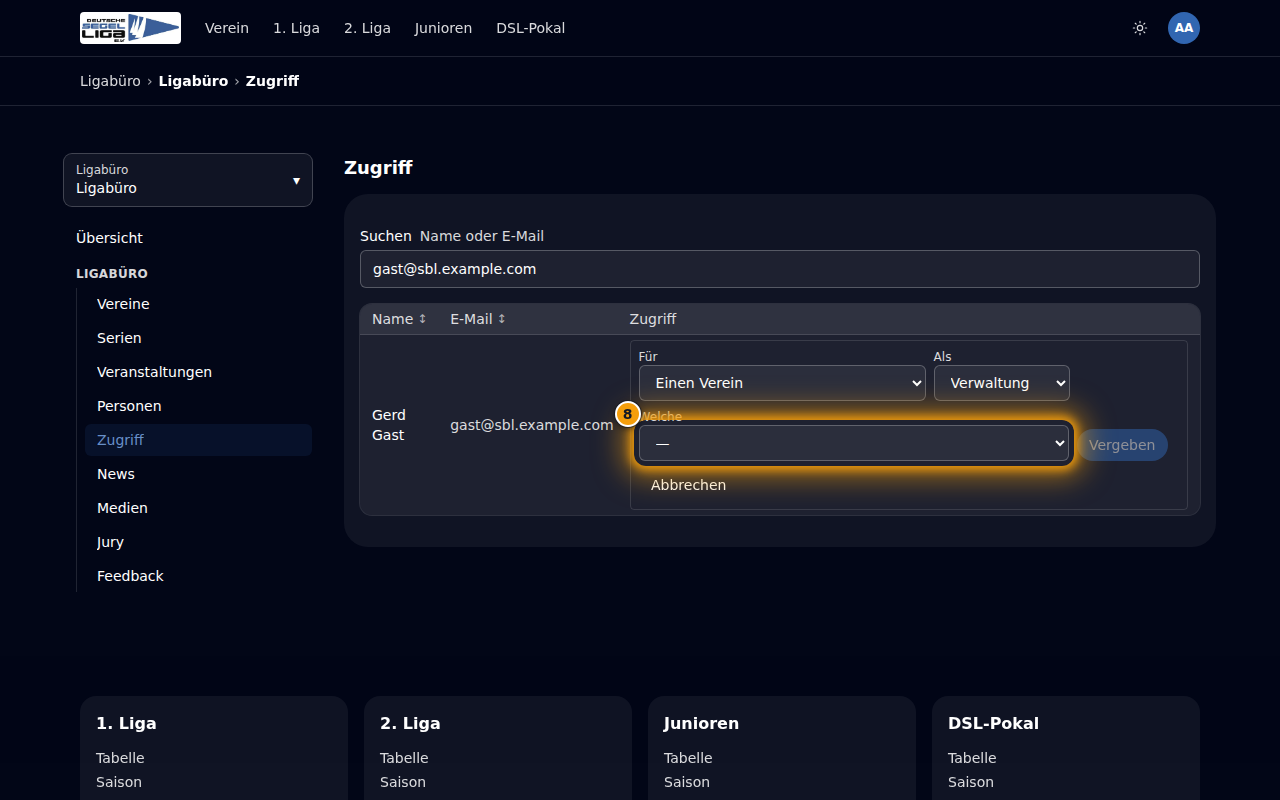 DEUTSCHE
SEGEL
LIGA
e.V.
Verein
1. Liga
2. Liga
Junioren
DSL-Pokal
AA
Ligabüro › Ligabüro › Zugriff
Ligabüro
Ligabüro
Übersicht
LIGABÜRO
Vereine
Serien
Veranstaltungen
Personen
Zugriff
News
Medien
Jury
Feedback
Zugriff
Suchen Name oder E-Mail
gast@sbl.example.com
Name ↕ E-Mail ↕ Zugriff
Gerd Gast
gast@sbl.example.com
Für
Einen Verein
Als
Verwaltung
8
Welche
—
Vergeben
Abbrechen
1. Liga
Tabelle
Saison
2. Liga
Tabelle
Saison
Junioren
Tabelle
Saison
DSL-Pokal
Tabelle
Saison